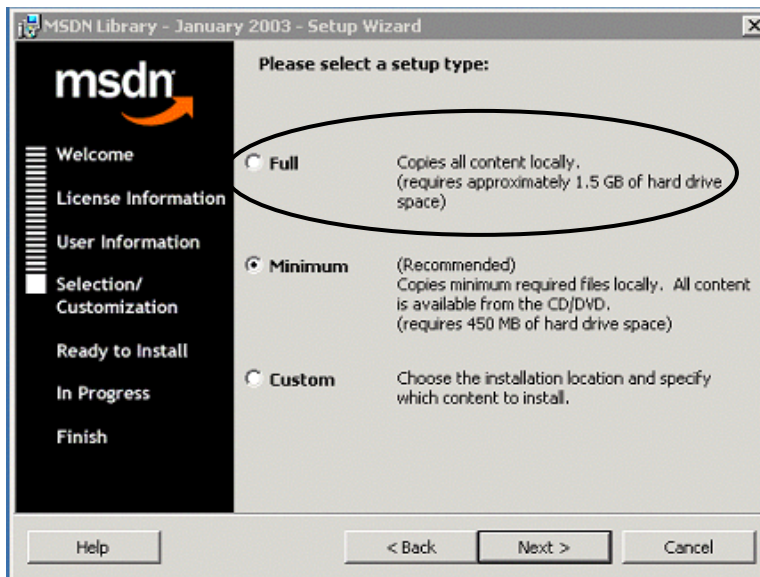 MSDN Library - January 2003 - Setup Wizard
msdn
Please select a setup type:
Welcome
License Information
User Information
Selection/
Customization
Ready to Install
In Progress
Finish
Full
Copies all content locally.
(requires approximately 1.5 GB of hard drive
space)
Minimum
(Recommended)
Copies minimum required files locally. All content
is available from the CD/DVD.
(requires 450 MB of hard drive space)
Custom
Choose the installation location and specify
which content to install.
Help
< Back
Next >
Cancel